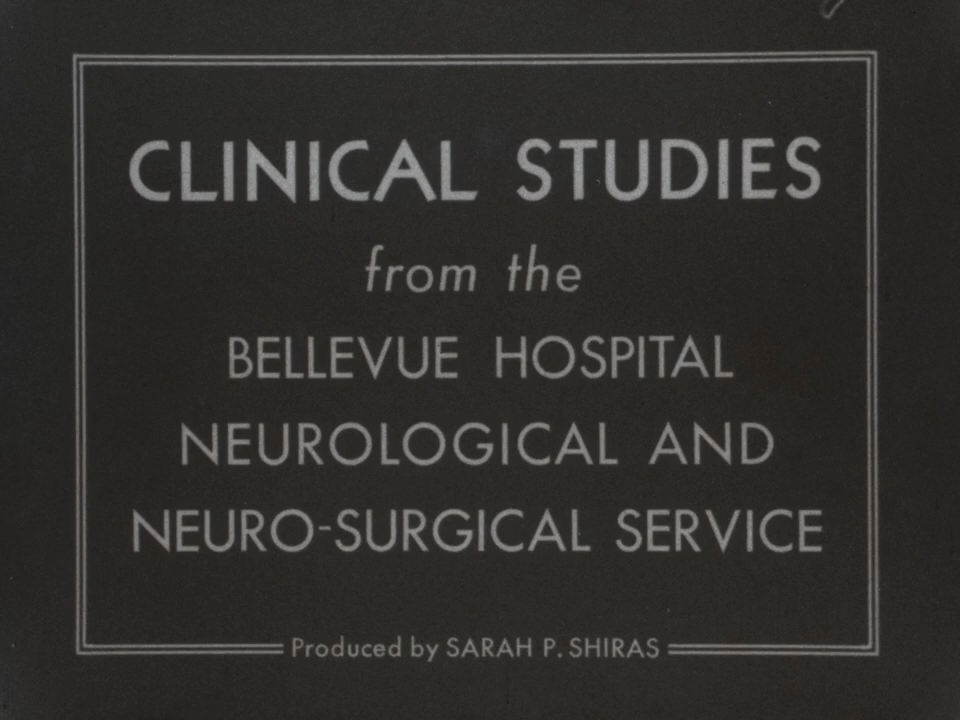 CLINICAL STUDIES
from the
BELLEVUE HOSPITAL
NEUROLOGICAL AND
NEURO-SURGICAL SERVICE
Produced by SARAH P. SHIRAS